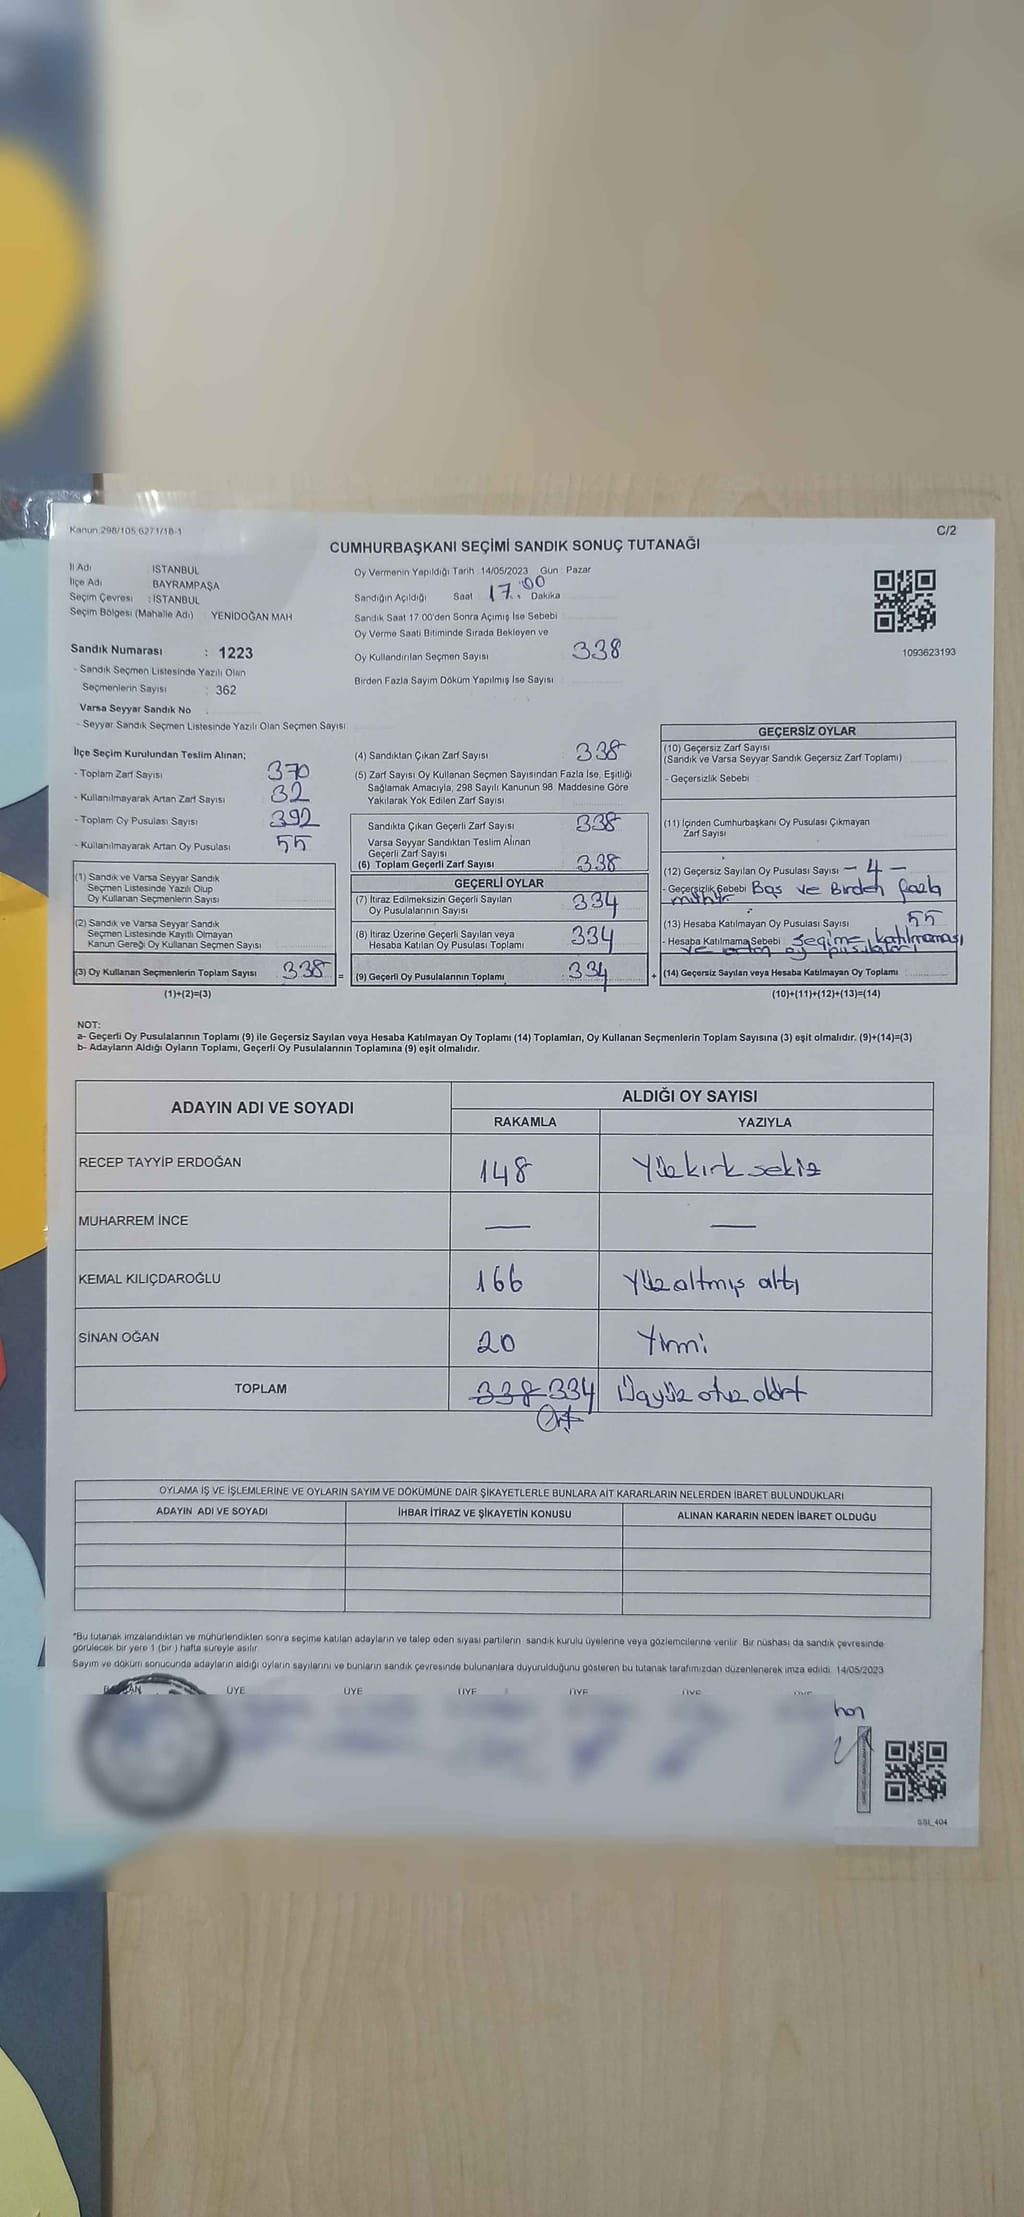 Kanun:298/105,6271/18-1
C/2
CUMHURBAŞKANI SEÇİMİ SANDIK SONUÇ TUTANAĞI
İl Adı : İSTANBUL
İlçe Adı : BAYRAMPAŞA
Seçim Çevresi : İSTANBUL
Seçim Bölgesi (Mahalle Adı) : YENİDOĞAN MAH
Sandık Numarası : 1223
- Sandık Seçmen Listesinde Yazılı Olan
Seçmenlerin Sayısı : 362
Varsa Seyyar Sandık No
- Seyyar Sandık Seçmen Listesinde Yazılı Olan Seçmen Sayısı:
Oy Vermenin Yapıldığı Tarih : 14/05/2023 Gün : Pazar
Sandığın Açıldığı Saat 17.. Dakika 00
Sandık Saat 17:00'den Sonra Açımış İse Sebebi
Oy Verme Saati Bitiminde Sırada Bekleyen ve
Oy Kullandırılan Seçmen Sayısı 338
Birden Fazla Sayım Döküm Yapılmış İse Sayısı
1093623193
İlçe Seçim Kurulundan Teslim Alınan;
- Toplam Zarf Sayısı 370
- Kullanılmayarak Artan Zarf Sayısı 32
- Toplam Oy Pusulası Sayısı 392
- Kullanılmayarak Artan Oy Pusulası 55
(1) Sandık ve Varsa Seyyar Sandık
Seçmen Listesinde Yazılı Olup
Oy Kullanan Seçmenlerin Sayısı
(2) Sandık ve Varsa Seyyar Sandık
Seçmen Listesinde Kayıtlı Olmayan
Kanun Gereği Oy Kullanan Seçmen Sayısı
(3) Oy Kullanan Seçmenlerin Toplam Sayısı 338 =
(1)+(2)=(3)
(4) Sandıktan Çıkan Zarf Sayısı : 338
(5) Zarf Sayısı Oy Kullanan Seçmen Sayısından Fazla İse, Eşitliği
Sağlamak Amacıyla, 298 Sayılı Kanunun 98. Maddesine Göre
Yakılarak Yok Edilen Zarf Sayısı
Sandıkta Çıkan Geçerli Zarf Sayısı 338
Varsa Seyyar Sandıktan Teslim Alınan
Geçerli Zarf Sayısı
(6) Toplam Geçerli Zarf Sayısı 338
GEÇERLİ OYLAR
(7) İtiraz Edilmeksizin Geçerli Sayılan
Oy Pusulalarının Sayısı 334
(8) İtiraz Üzerine Geçerli Sayılan veya
Hesaba Katılan Oy Pusulası Toplamı 334
(9) Geçerli Oy Pusulalarının Toplamı 334 +
GEÇERSİZ OYLAR
(10) Geçersiz Zarf Sayısı
(Sandık ve Varsa Seyyar Sandık Geçersiz Zarf Toplamı)
- Geçersizlik Sebebi
(11) İçinden Cumhurbaşkanı Oy Pusulası Çıkmayan
Zarf Sayısı
(12) Geçersiz Sayılan Oy Pusulası Sayısı - 4 -
- Geçersizlik Sebebi Boş ve Birden fazla
mühür
(13) Hesaba Katılmayan Oy Pusulası Sayısı 55
- Hesaba Katılmama Sebebi seçime katılmaması
ve artan oy pusulaları
(14) Geçersiz Sayılan veya Hesaba Katılmayan Oy Toplamı
(10)+(11)+(12)+(13)=(14)
NOT:
a- Geçerli Oy Pusulalarının Toplamı (9) ile Geçersiz Sayılan veya Hesaba Katılmayan Oy Toplamı (14) Toplamları, Oy Kullanan Seçmenlerin Toplam Sayısına (3) eşit olmalıdır. (9)+(14)=(3)
b- Adayların Aldığı Oyların Toplamı, Geçerli Oy Pusulalarının Toplamına (9) eşit olmalıdır.
ADAYIN ADI VE SOYADI
ALDIĞI OY SAYISI
RAKAMLA YAZIYLA
RECEP TAYYİP ERDOĞAN 148 Yüzkırk sekiz
MUHARREM İNCE — —
KEMAL KILIÇDAROĞLU 166 Yüzaltmış altı
SİNAN OĞAN 20 Yirmi
TOPLAM 338 334 Üçyüz otuz dört
OYLAMA İŞ VE İŞLEMLERİNE VE OYLARIN SAYIM VE DÖKÜMÜNE DAİR ŞİKAYETLERLE BUNLARA AİT KARARLARIN NELERDEN İBARET BULUNDUKLARI
ADAYIN ADI VE SOYADI İHBAR İTİRAZ VE ŞİKAYETİN KONUSU ALINAN KARARIN NEDEN İBARET OLDUĞU
*Bu tutanak imzalandıktan ve mühürlendikten sonra seçime katılan adayların ve talep eden siyasi partilerin sandık kurulu üyelerine veya gözlemcilerine verilir. Bir nüshası da sandık çevresinde
görülecek bir yere 1 (bir ) hafta süreyle asılır.
Sayım ve döküm sonucunda adayların aldığı oyların sayılarını ve bunların sandık çevresinde bulunanlara duyurulduğunu gösteren bu tutanak tarafımızdan düzenlenerek imza edildi. 14/05/2023
BAŞKAN ÜYE ÜYE ÜYE ÜYE ÜYE ÜYE
SSL_404